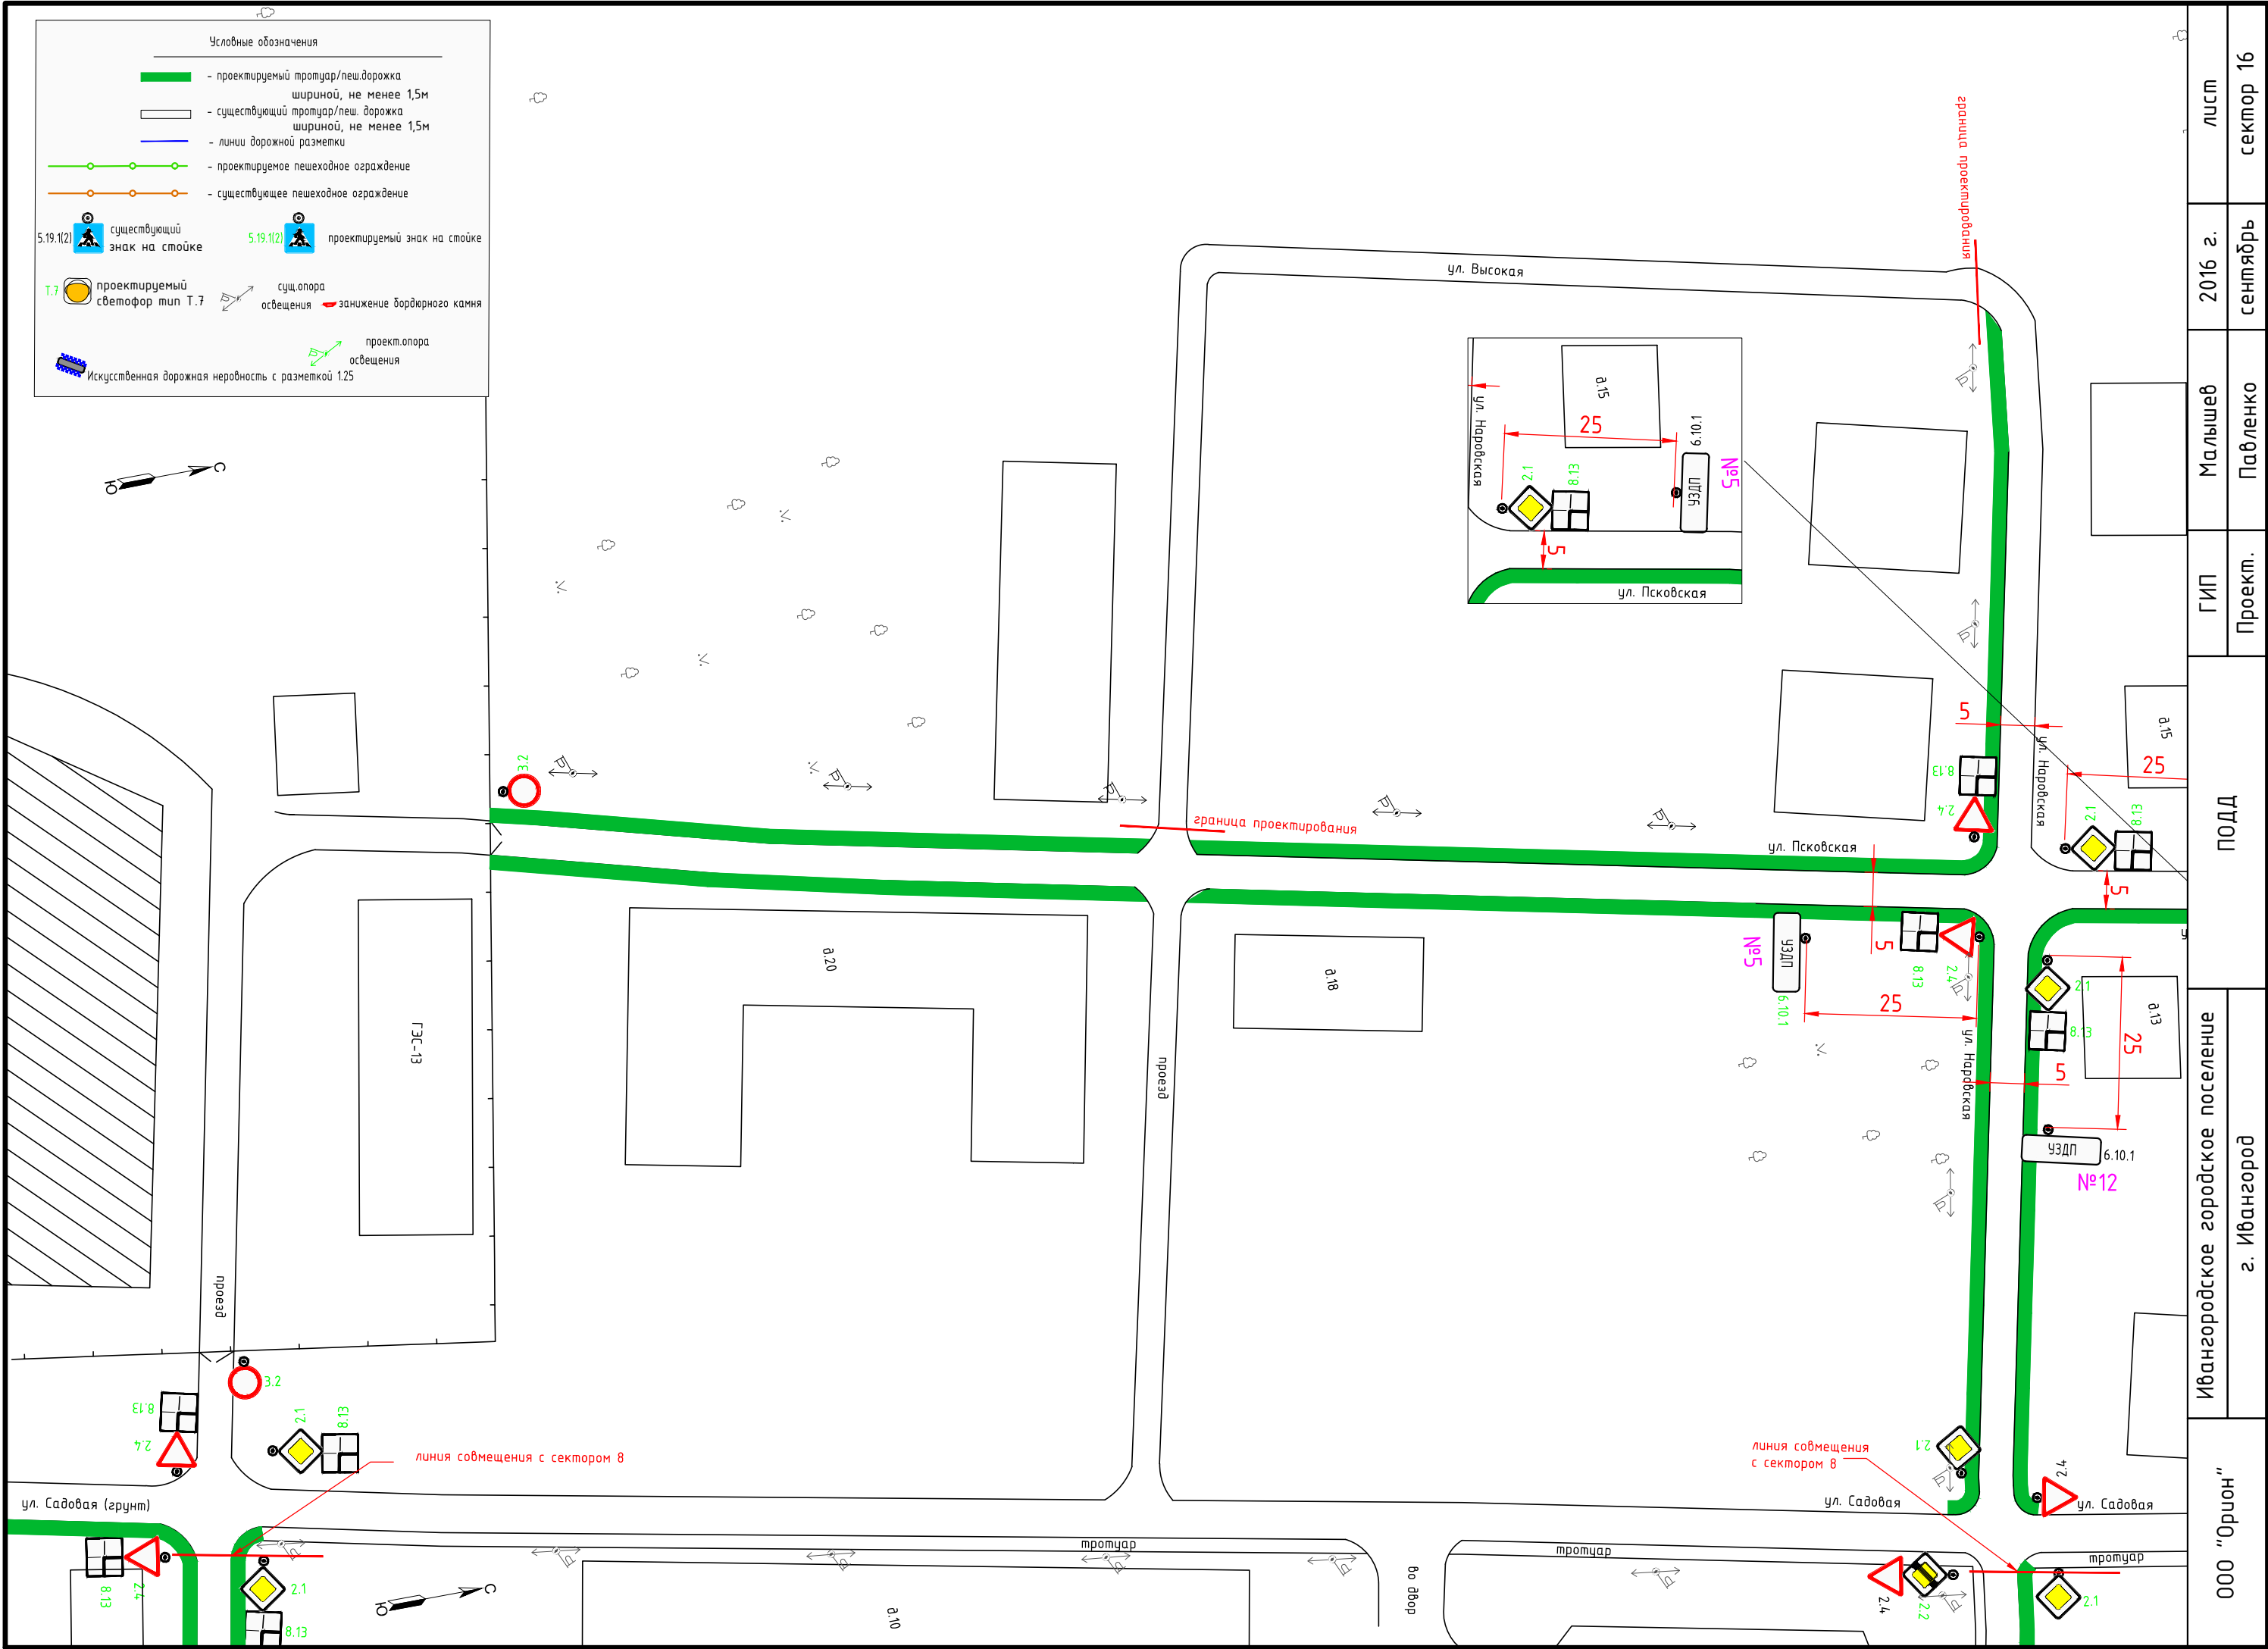 Условные обозначения
- проектируемый тротуар/пеш.дорожка
шириной, не менее 1,5м
- существующий тротуар/пеш. дорожка
шириной, не менее 1,5м
- линии дорожной разметки
- проектируемое пешеходное ограждение
- существующее пешеходное ограждение
5.19.1(2)
существующий
знак на стойке
5.19.1(2)
проектируемый знак на стойке
Т.7
проектируемый
светофор тип Т.7
сущ.опора
освещения
занижение бордюрного камня
проект.опора
освещения
Искусственная дорожная неровность с разметкой 1.25
С
Ю
ул. Высокая
граница проектирования
д.15
ул. Наровская
25
6.10.1
№5
2.1
8.13
УЗДП
5
ул. Псковская
3.2
граница проектирования
ул. Псковская
5
8.13
2.4
ул. Наровская
д.15
25
2.1
8.13
5
№5
УЗДП
6.10.1
5
8.13
2.4
25
ул. Наровская
2.1
8.13
д.13
25
5
УЗДП
6.10.1
№12
д.20
д.18
ГЭС-13
проезд
проезд
3.2
8.13
2.4
2.1
8.13
линия совмещения с сектором 8
ул. Садовая (грунт)
8.13
2.4
2.1
8.13
С
Ю
тротуар
д.10
во двор
тротуар
линия совмещения
с сектором 8
2.1
ул. Садовая
2.4
ул. Садовая
тротуар
2.4
2.2
2.1
лист
сектор 16
2016 г.
сентябрь
Малышев
Павленко
ГИП
Проект.
ПОДД
Ивангородское городское поселение
г. Ивангород
ООО "Орион"